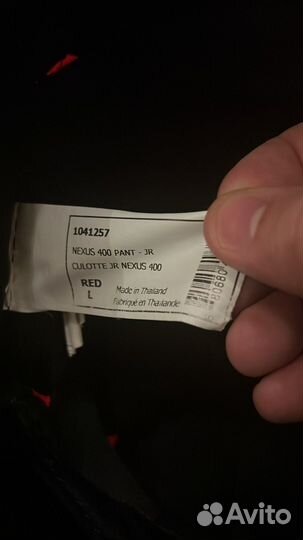 1041257
NEXUS 400 PANT - JR
CULOTTE JR NEXUS 400
RED
L
Made in Thailand
Fabriqué en Thaïlande
Avito